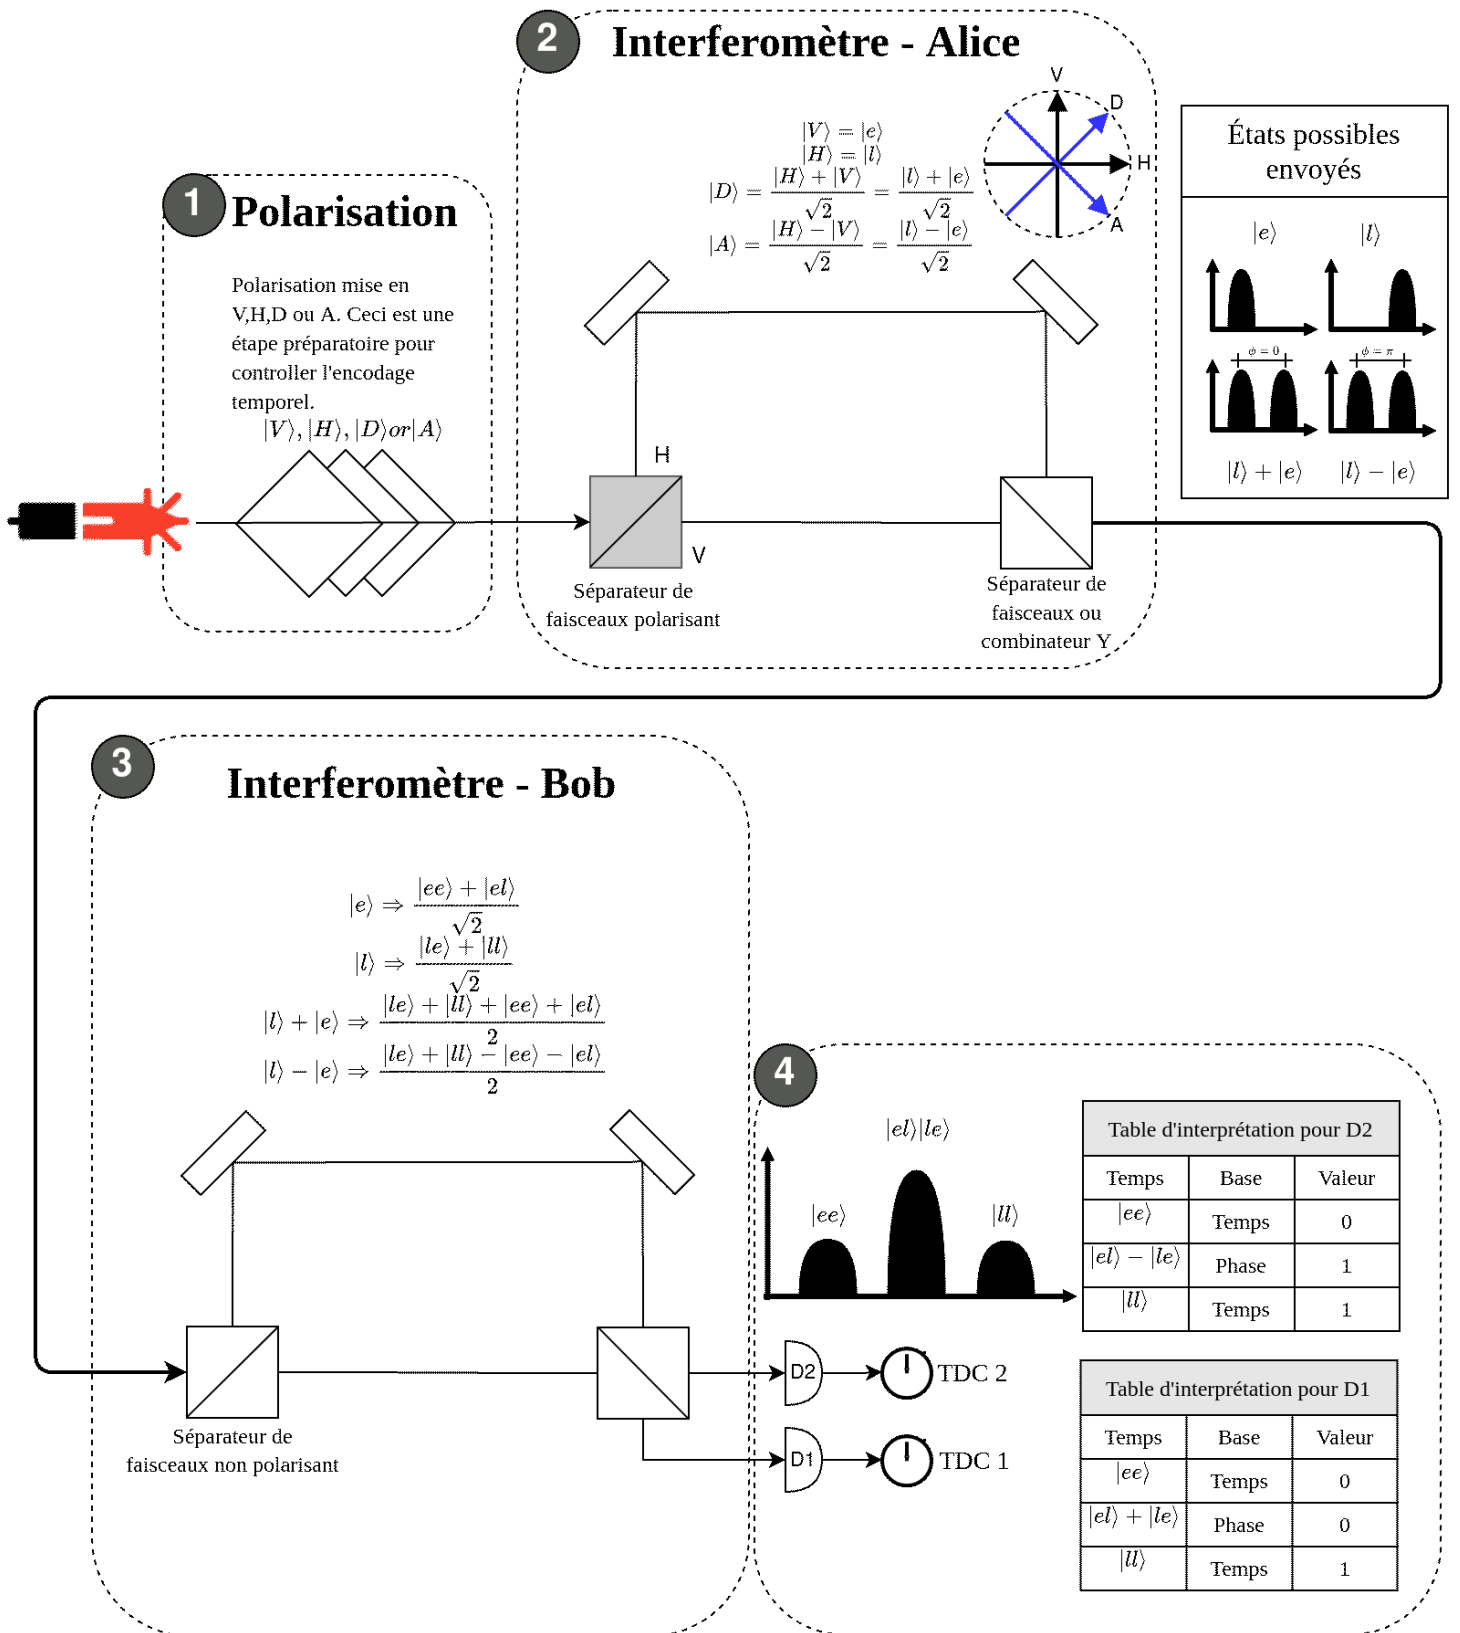 1
Polarisation
Polarisation mise en
V,H,D ou A. Ceci est une
étape préparatoire pour
controller l'encodage
temporel.
|V⟩, |H⟩, |D⟩or|A⟩
2
Interferomètre - Alice
|V⟩ = |e⟩
|H⟩ = |l⟩
|D⟩ = (|H⟩ + |V⟩)/√2 = (|l⟩ + |e⟩)/√2
|A⟩ = (|H⟩ − |V⟩)/√2 = (|l⟩ − |e⟩)/√2
V
D
H
A
H
V
Séparateur de
faisceaux polarisant
Séparateur de
faisceaux ou
combinateur Y
États possibles
envoyés
|e⟩ |l⟩
ϕ = 0 ϕ = π
|l⟩ + |e⟩ |l⟩ − |e⟩
3
Interferomètre - Bob
|e⟩ ⇒ (|ee⟩ + |el⟩)/√2
|l⟩ ⇒ (|le⟩ + |ll⟩)/√2
|l⟩ + |e⟩ ⇒ (|le⟩ + |ll⟩ + |ee⟩ + |el⟩)/2
|l⟩ − |e⟩ ⇒ (|le⟩ + |ll⟩ − |ee⟩ − |el⟩)/2
Séparateur de
faisceaux non polarisant
4
|el⟩|le⟩
|ee⟩ |ll⟩
D2 TDC 2
D1 TDC 1
Table d'interprétation pour D2
Temps Base Valeur
|ee⟩ Temps 0
|el⟩ − |le⟩ Phase 1
|ll⟩ Temps 1
Table d'interprétation pour D1
Temps Base Valeur
|ee⟩ Temps 0
|el⟩ + |le⟩ Phase 0
|ll⟩ Temps 1